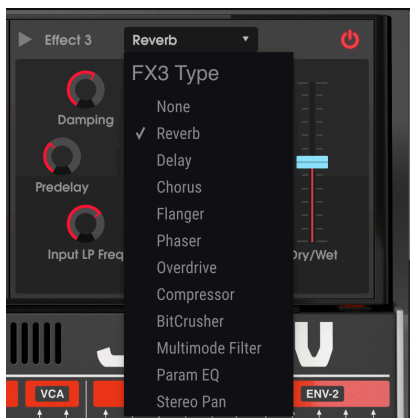 Effect 3
Reverb
FX3 Type
None
✓ Reverb
Delay
Chorus
Flanger
Phaser
Overdrive
Compressor
BitCrusher
Multimode Filter
Param EQ
Stereo Pan
Damping
Predelay
Input LP Freq
Dry/Wet
V
VCA
ENV-2